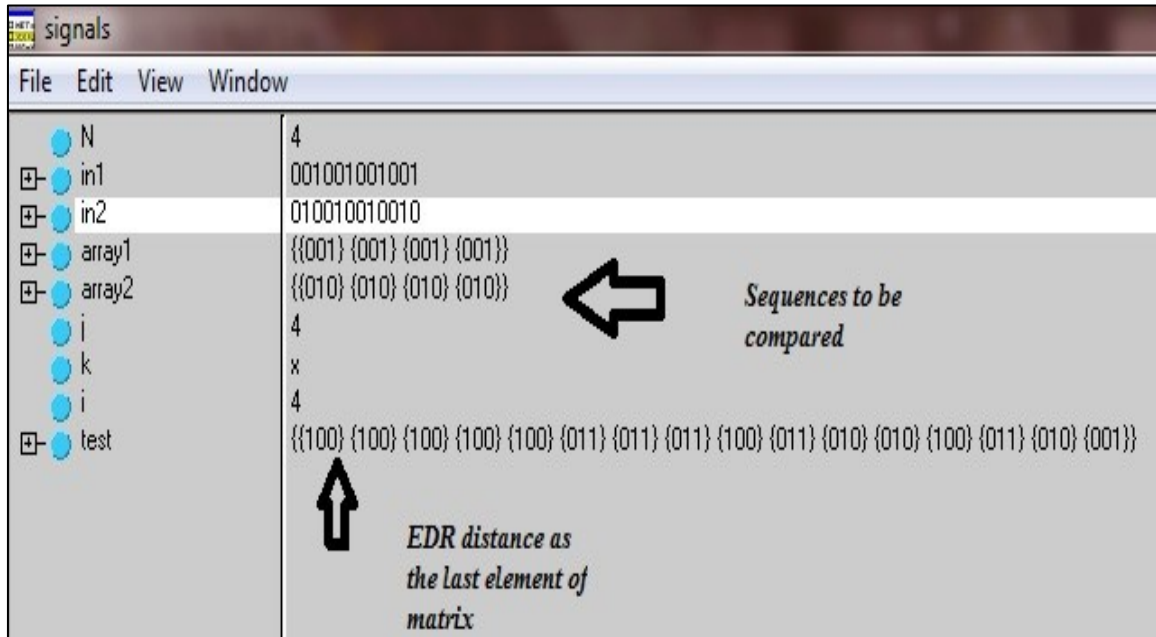 signals
File Edit View Window
N 4
in1 001001001001
in2 010010010010
array1 {{001} {001} {001} {001}}
array2 {{010} {010} {010} {010}}
j 4
k x
i 4
test {{100} {100} {100} {100} {100} {011} {011} {011} {100} {011} {010} {010} {100} {011} {010} {001}}
Sequences to be
compared
EDR distance as
the last element of
matrix